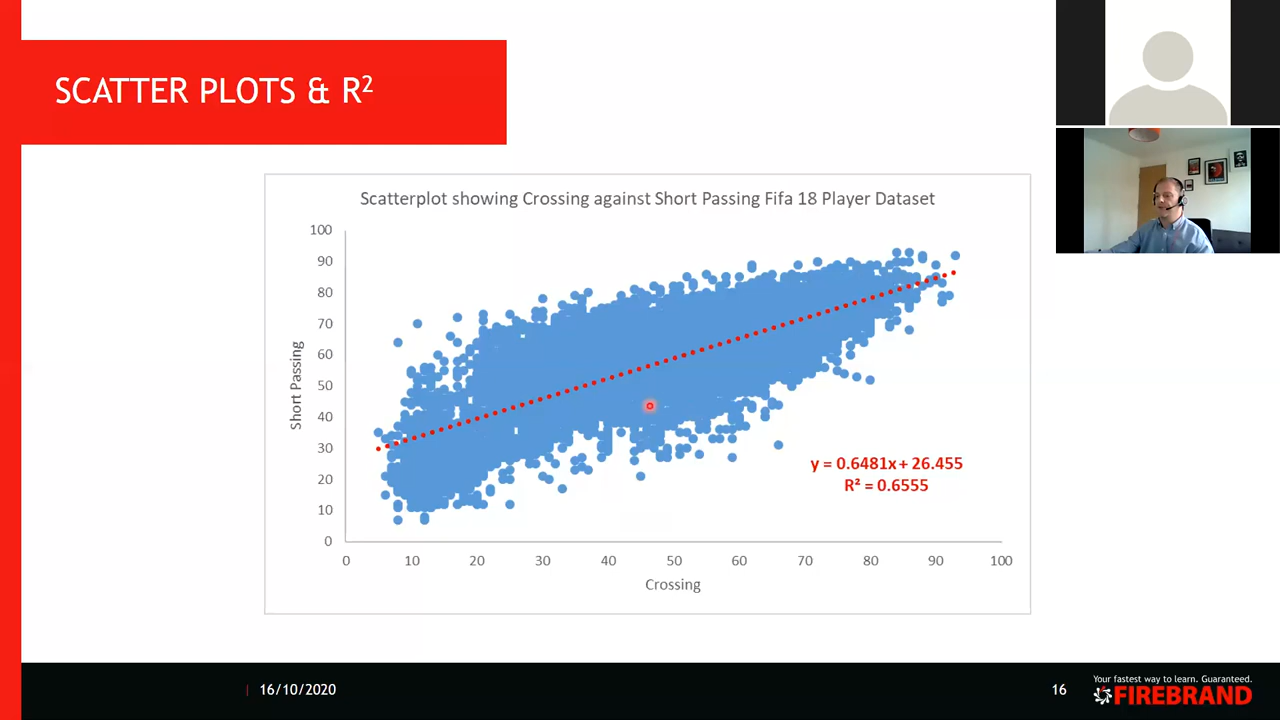 SCATTER PLOTS & R²
Scatterplot showing Crossing against Short Passing Fifa 18 Player Dataset
100
90
80
70
60
50
40
30
20
10
0
Short Passing
y = 0.6481x + 26.455
R² = 0.6555
0 10 20 30 40 50 60 70 80 90 100
Crossing
16/10/2020
16
Your fastest way to learn. Guaranteed.
FIREBRAND